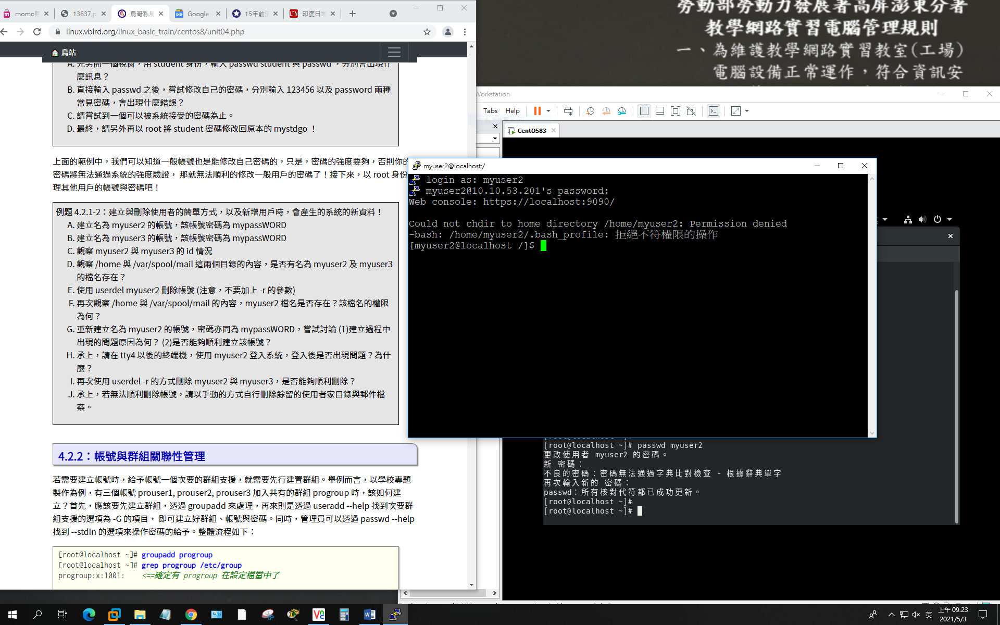 momo購
13837.p
鳥哥私房
Google
15年前官
印度日增
linux.vbird.org/linux_basic_train/centos8/unit04.php
鳥站
A. 先另開一個視窗，用 student 身份，輸入 passwd student 與 passwd ，分別會出現什
麼訊息？
B. 直接輸入 passwd 之後，嘗試修改自己的密碼，分別輸入 123456 以及 password 兩種
常見密碼，會出現什麼錯誤？
C. 請嘗試到一個可以被系統接受的密碼為止。
D. 最終，請另外再以 root 將 student 密碼修改回原本的 mystdgo ！
上面的範例中，我們可以知道一般帳號也是能修改自己密碼的，只是，密碼的強度要夠，否則你的
密碼將無法通過系統的強度驗證， 那就無法順利的修改一般用戶的密碼了！接下來，以 root 身份
理其他用戶的帳號與密碼吧！
例題 4.2.1-2：建立與刪除使用者的簡單方式，以及新增用戶時，會產生的系統的新資料！
A. 建立名為 myuser2 的帳號，該帳號密碼為 mypassWORD
B. 建立名為 myuser3 的帳號，該帳號密碼為 mypassWORD
C. 觀察 myuser2 與 myuser3 的 id 情況
D. 觀察 /home 與 /var/spool/mail 這兩個目錄的內容，是否有名為 myuser2 及 myuser3
的檔名存在？
E. 使用 userdel myuser2 刪除帳號 (注意，不要加上 -r 的參數)
F. 再次觀察 /home 與 /var/spool/mail 的內容，myuser2 檔名是否存在？該檔名的權限
為何？
G. 重新建立名為 myuser2 的帳號，密碼亦同為 mypassWORD，嘗試討論 (1)建立過程中
出現的問題原因為何？ (2)是否能夠順利建立該帳號？
H. 承上，請在 tty4 以後的終端機，使用 myuser2 登入系統，登入後是否出現問題？為什
麼？
I. 再次使用 userdel -r 的方式刪除 myuser2 與 myuser3，是否能夠順利刪除？
J. 承上，若無法順利刪除帳號，請以手動的方式自行刪除餘留的使用者家目錄與郵件檔
案。
4.2.2：帳號與群組關聯性管理
若需要建立帳號時，給予帳號一個次要的群組支援，就需要先行建置群組。舉例而言，以學校專題
製作為例，有三個帳號 prouser1, prouser2, prouser3 加入共有的群組 progroup 時，該如何建
立？首先，應該要先建立群組，透過 groupadd 來處理，再來則是透過 useradd --help 找到次要群
組支援的選項為 -G 的項目， 即可建立好群組、帳號與密碼。同時，管理員可以透過 passwd --help
找到 --stdin 的選項來操作密碼的給予。整體流程如下：
[root@localhost ~]# groupadd progroup
[root@localhost ~]# grep progroup /etc/group
progroup:x:1001: <==確定有 progroup 在設定檔當中了
勞動部勞動力發展署高屏澎東分署
教學網路實習電腦管理規則
一、為維護教學網路實習教室(工場)
電腦設備正常運作，符合資訊安
Workstation
Tabs Help
CentOS83
myuser2@localhost:/
login as: myuser2
myuser2@10.10.53.201's password:
Web console: https://localhost:9090/
Could not chdir to home directory /home/myuser2: Permission denied
-bash: /home/myuser2/.bash_profile: 拒絕不符權限的操作
[myuser2@localhost /]$
[root@localhost ~]# passwd myuser2
更改使用者 myuser2 的密碼。
新 密碼：
不良的密碼：密碼無法通過字典比對檢查 - 根據辭典單字
再次輸入新的 密碼：
passwd：所有核對代符都已成功更新。
[root@localhost ~]#
[root@localhost ~]#
英
上午 09:23
2021/5/3